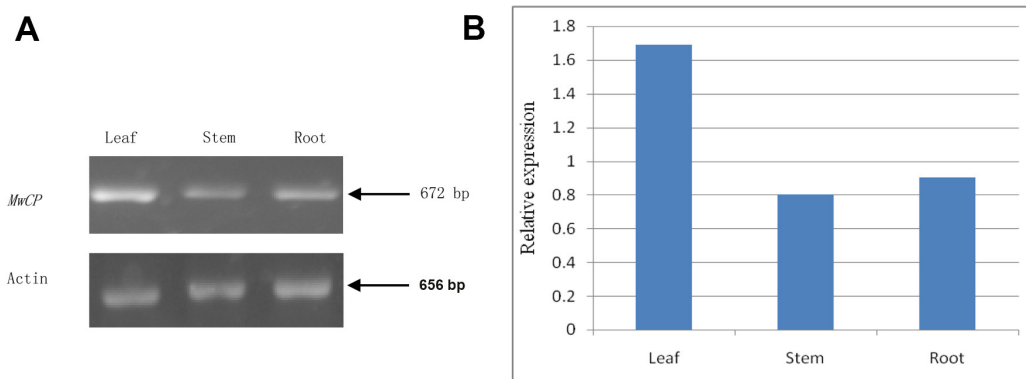 A
Leaf Stem Root
MwCP
672 bp
Actin
656 bp
B
Relative expression
1.8
1.6
1.4
1.2
1
0.8
0.6
0.4
0.2
0
Leaf Stem Root